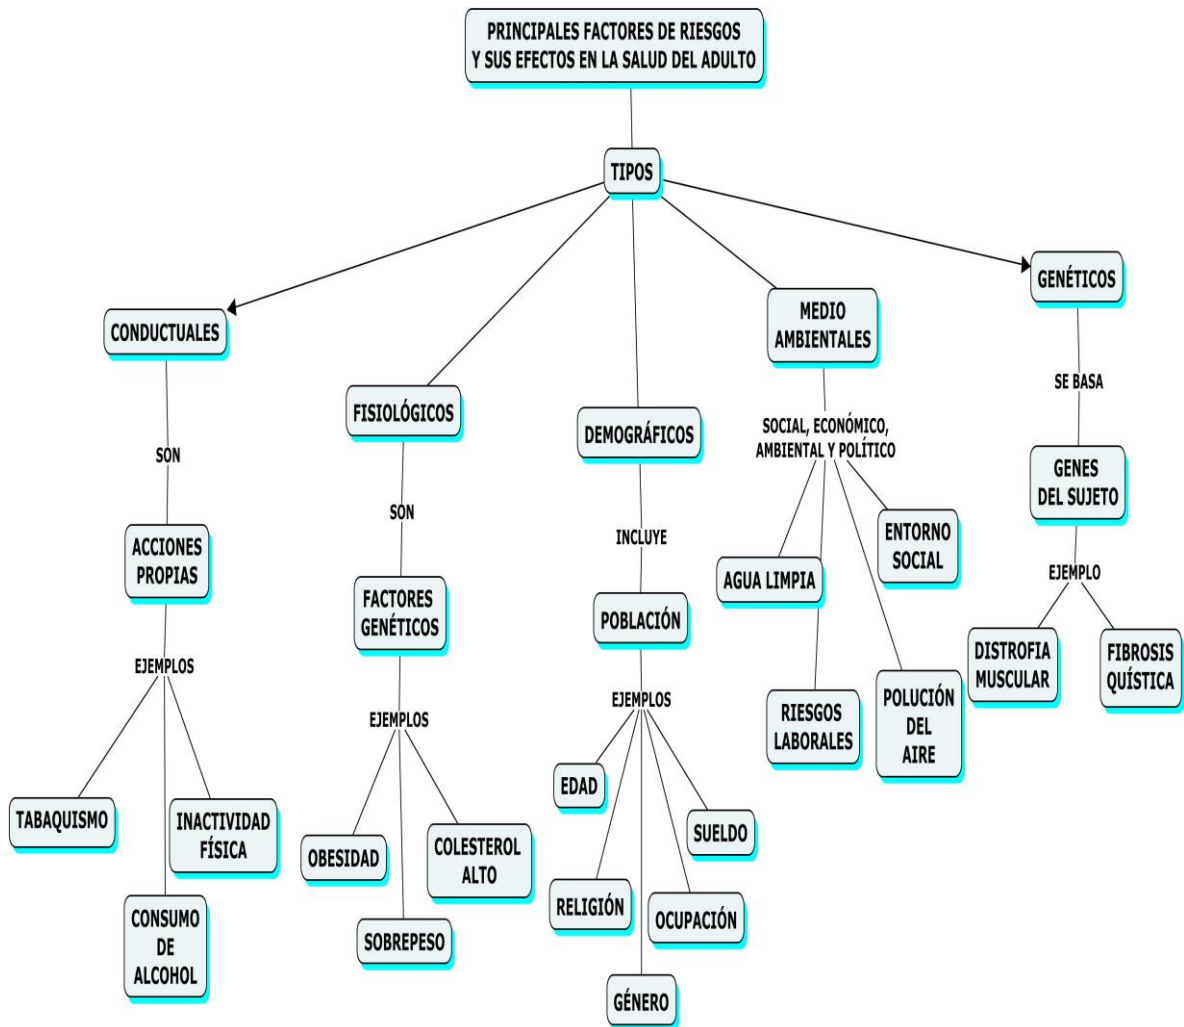 PRINCIPALES FACTORES DE RIESGOS
Y SUS EFECTOS EN LA SALUD DEL ADULTO
TIPOS
CONDUCTUALES
SON
ACCIONES
PROPIAS
EJEMPLOS
TABAQUISMO
CONSUMO
DE
ALCOHOL
INACTIVIDAD
FÍSICA
FISIOLÓGICOS
SON
FACTORES
GENÉTICOS
EJEMPLOS
OBESIDAD
SOBREPESO
COLESTEROL
ALTO
DEMOGRÁFICOS
INCLUYE
POBLACIÓN
EJEMPLOS
EDAD
RELIGIÓN
GÉNERO
OCUPACIÓN
SUELDO
MEDIO
AMBIENTALES
SOCIAL, ECONÓMICO,
AMBIENTAL Y POLÍTICO
AGUA LIMPIA
RIESGOS
LABORALES
POLUCIÓN
DEL
AIRE
ENTORNO
SOCIAL
GENÉTICOS
SE BASA
GENES
DEL SUJETO
EJEMPLO
DISTROFIA
MUSCULAR
FIBROSIS
QUÍSTICA